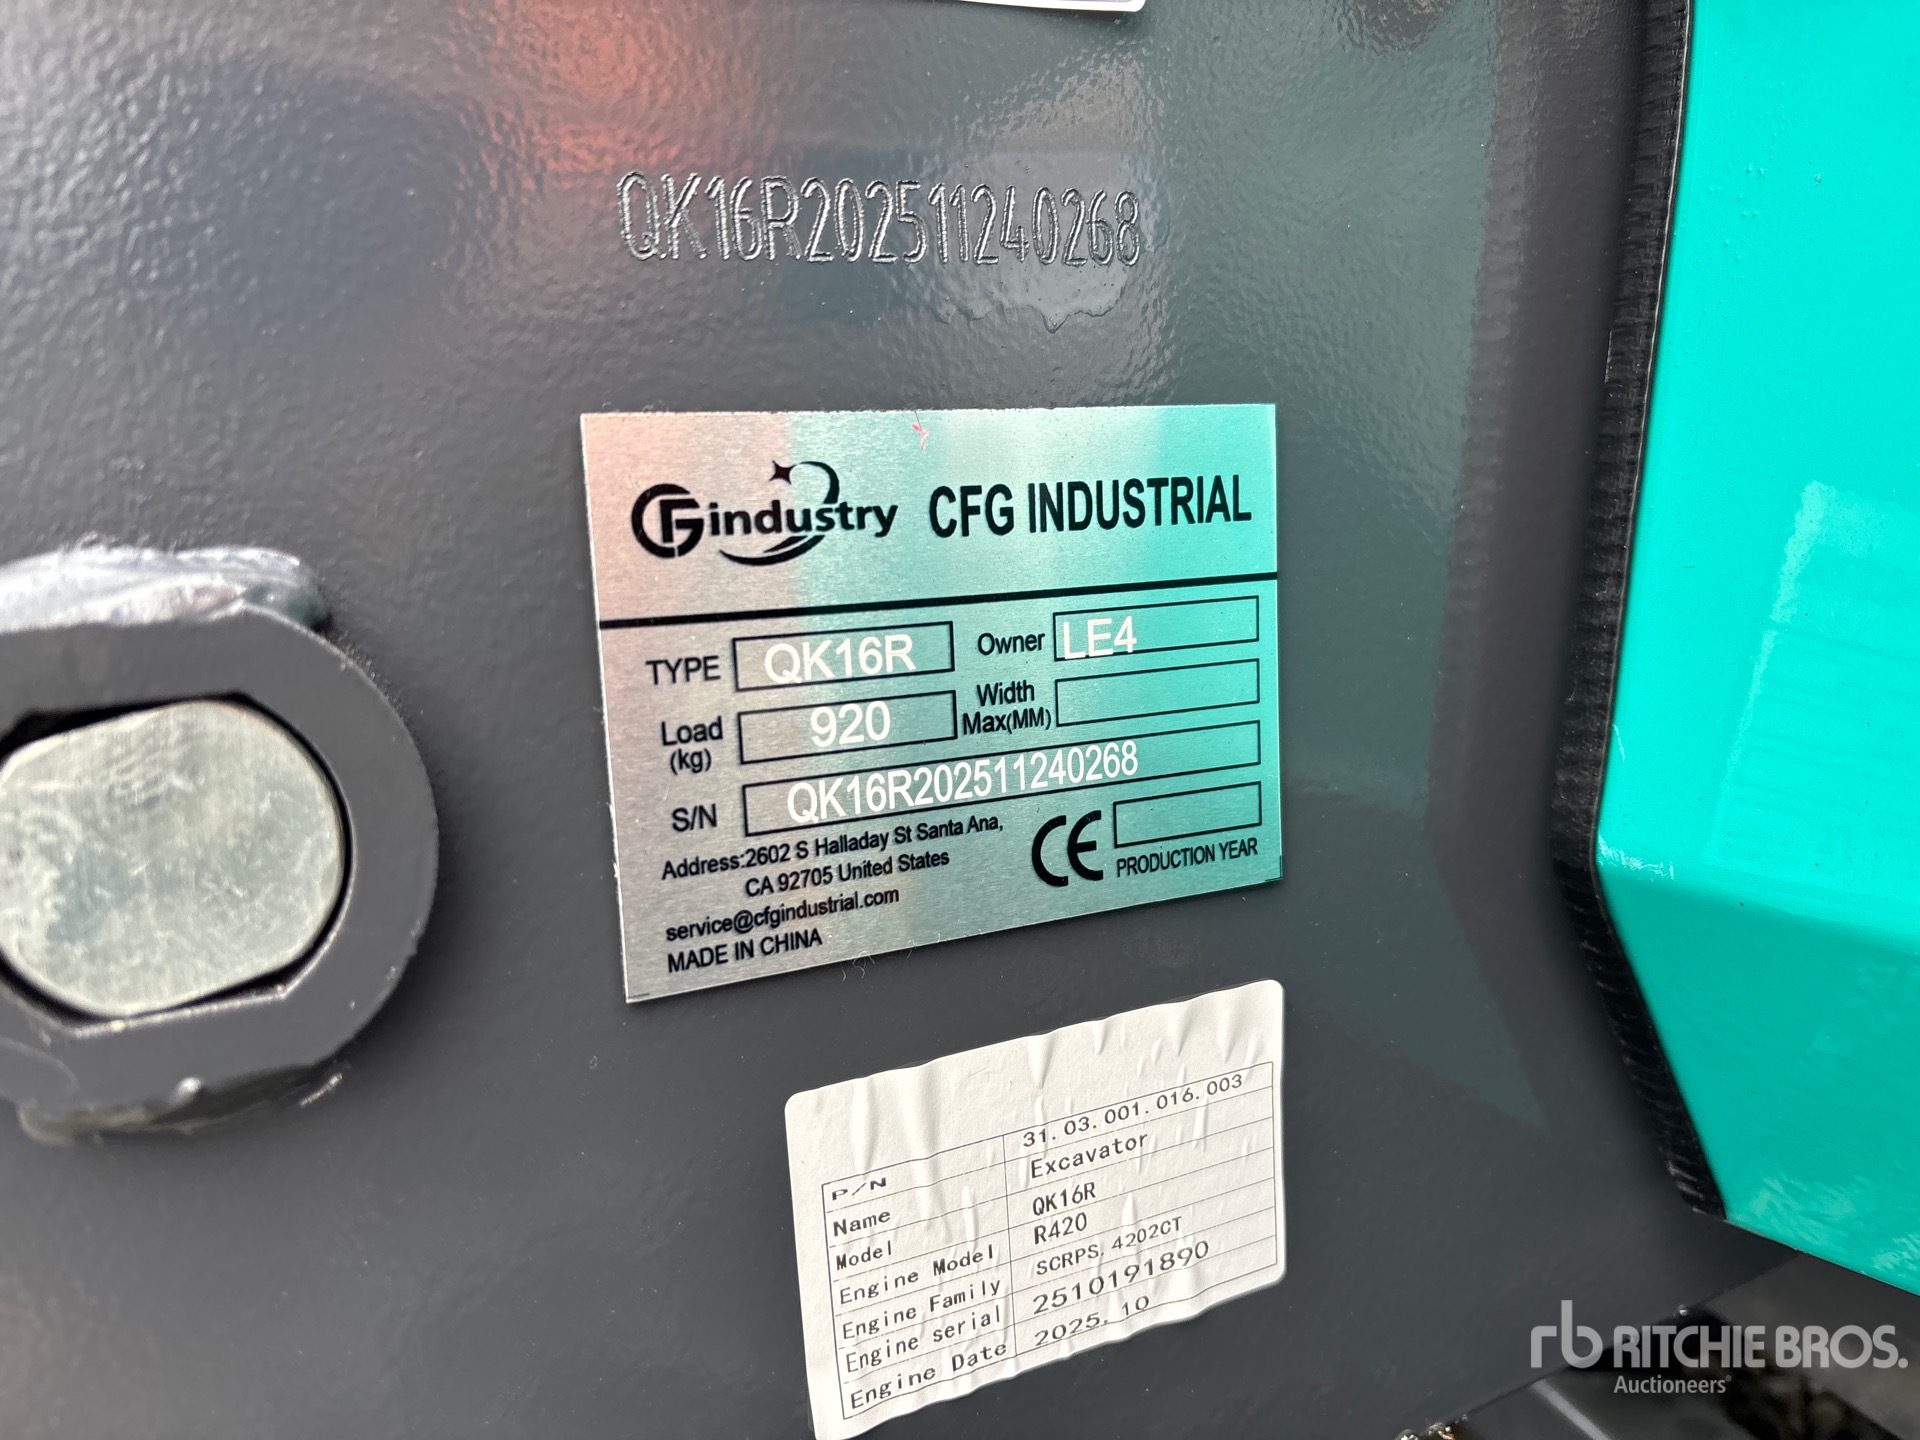 QK16R202511240268
CFGindustry CFG INDUSTRIAL
TYPE QK16R Owner LE4
Load (kg) 920 Width Max(MM)
S/N QK16R202511240268
Address:2602 S Halladay St Santa Ana,
CA 92705 United States
service@cfgindustrial.com
MADE IN CHINA
CE PRODUCTION YEAR
P/N 31.03.001.016.003
Name Excavator
Model QK16R
Engine Model R420
Engine Family SCRPS.4202CT
Engine serial 2510191890
Engine Date 2025.10
rb RITCHIE BROS.
Auctioneers